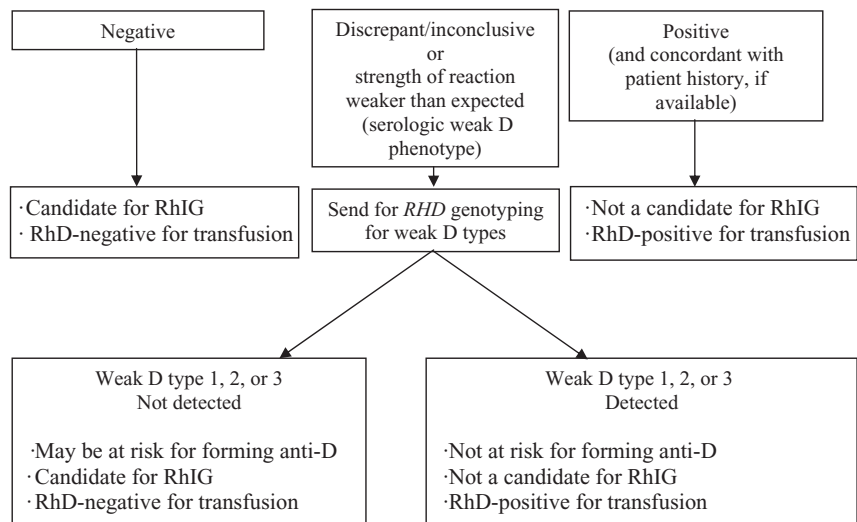 Negative
Discrepant/inconclusive
or
strength of reaction
weaker than expected
(serologic weak D
phenotype)
Positive
(and concordant with
patient history, if
available)
·Candidate for RhIG
· RhD-negative for transfusion
Send for RHD genotyping
for weak D types
·Not a candidate for RhIG
·RhD-positive for transfusion
Weak D type 1, 2, or 3
Not detected
·May be at risk for forming anti-D
·Candidate for RhIG
·RhD-negative for transfusion
Weak D type 1, 2, or 3
Detected
·Not at risk for forming anti-D
·Not a candidate for RhIG
·RhD-positive for transfusion